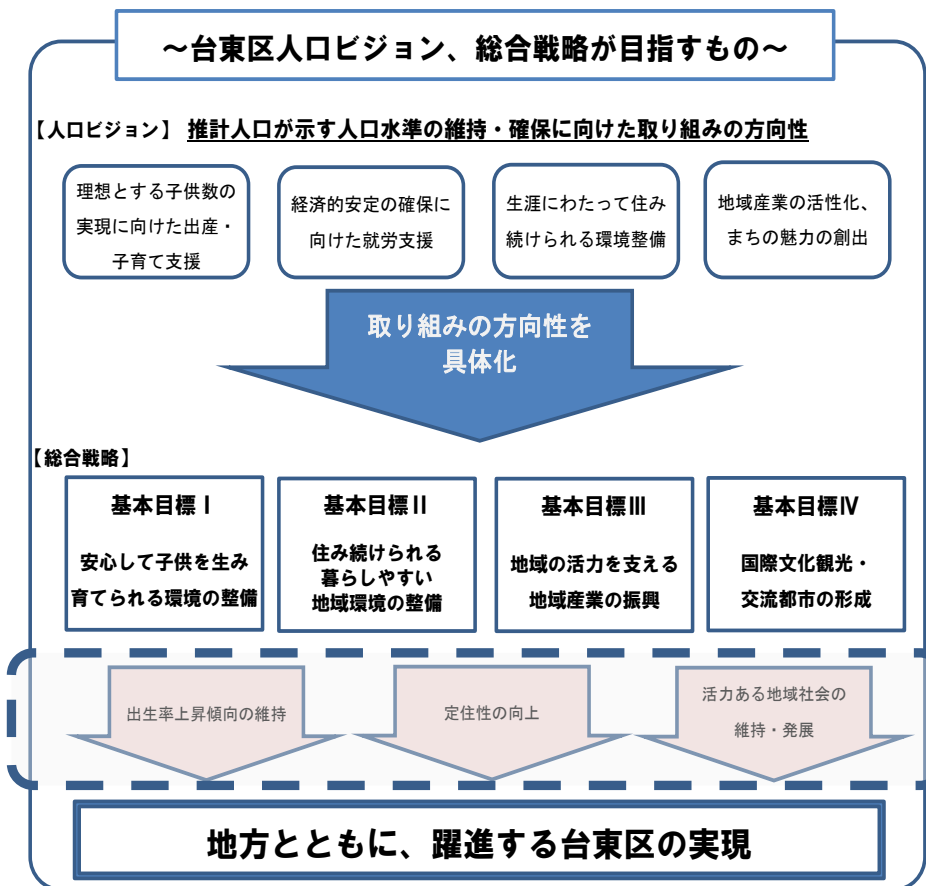 ～台東区人口ビジョン、総合戦略が目指すもの～
【人口ビジョン】 推計人口が示す人口水準の維持・確保に向けた取り組みの方向性
理想とする子供数の
実現に向けた出産・
子育て支援
経済的安定の確保に
向けた就労支援
生涯にわたって住み
続けられる環境整備
地域産業の活性化、
まちの魅力の創出
取り組みの方向性を
具体化
【総合戦略】
基本目標Ⅰ
安心して子供を生み
育てられる環境の整備
基本目標Ⅱ
住み続けられる
暮らしやすい
地域環境の整備
基本目標Ⅲ
地域の活力を支える
地域産業の振興
基本目標Ⅳ
国際文化観光・
交流都市の形成
出生率上昇傾向の維持
定住性の向上
活力ある地域社会の
維持・発展
地方とともに、躍進する台東区の実現